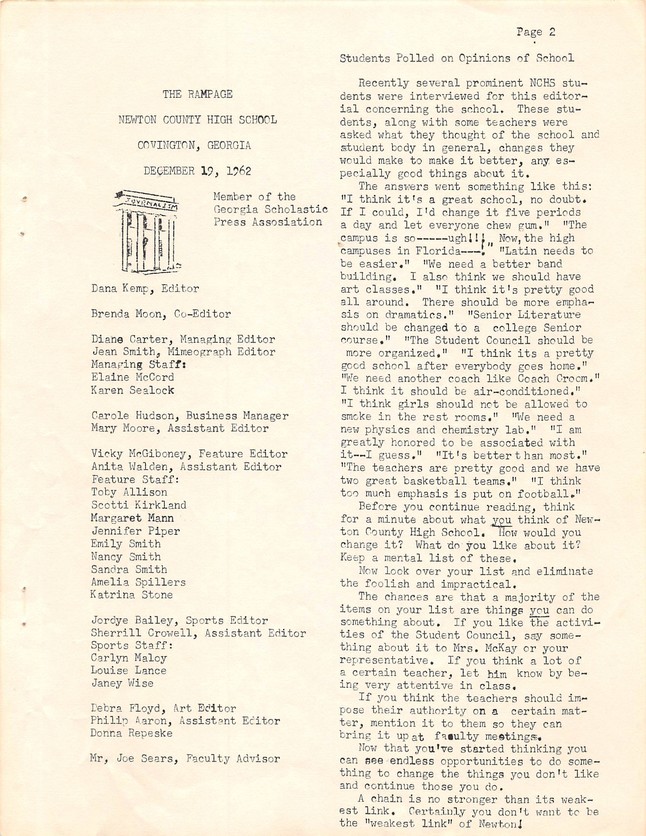 Page 2
THE RAMPAGE
NEWTON COUNTY HIGH SCHOOL
COVINGTON, GEORGIA
DECEMBER 19, 1962
JOURNALISM
Member of the
Georgia Scholastic
Press Assosiation
Dana Kemp, Editor
Brenda Moon, Co-Editor
Diane Carter, Managing Editor
Jean Smith, Mimeograph Editor
Managing Staff:
Elaine McCord
Karen Sealock
Carole Hudson, Business Manager
Mary Moore, Assistant Editor
Vicky McGiboney, Feature Editor
Anita Walden, Assistant Editor
Feature Staff:
Toby Allison
Scotti Kirkland
Margaret Mann
Jennifer Piper
Emily Smith
Nancy Smith
Sandra Smith
Amelia Spillers
Katrina Stone
Jordye Bailey, Sports Editor
Sherrill Crowell, Assistant Editor
Sports Staff:
Carlyn Maloy
Louise Lance
Janey Wise
Debra Floyd, Art Editor
Philip Aaron, Assistant Editor
Donna Repeske
Mr, Joe Sears, Faculty Advisor
Students Polled on Opinions of School
Recently several prominent NCHS stu-
dents were interviewed for this editor-
ial concerning the school. These stu-
dents, along with some teachers were
asked what they thought of the school and
student body in general, changes they
would make to make it better, any es-
pecially good things about it.
The answers went something like this:
"I think it's a great school, no doubt.
If I could, I'd change it five periods
a day and let everyone chew gum." "The
campus is so-----ugh!!!" Now, the high
campuses in Florida---!" "Latin needs to
be easier." "We need a better band
building. I also think we should have
art classes." "I think it's pretty good
all around. There should be more empha-
sis on dramatics." "Senior Literature
should be changed to a college Senior
course." "The Student Council should be
more organized." "I think its a pretty
good school after everybody goes home."
"We need another coach like Coach Croom."
I think it should be air-conditioned."
"I think girls should not be allowed to
smoke in the rest rooms." "We need a
new physics and chemistry lab." "I am
greatly honored to be associated with
it--I guess." "It's better than most."
"The teachers are pretty good and we have
two great basketball teams." "I think
too much emphasis is put on football."
Before you continue reading, think
for a minute about what you think of New-
ton County High School. How would you
change it? What do you like about it?
Keep a mental list of these.
Now look over your list and eliminate
the foolish and impractical.
The chances are that a majority of the
items on your list are things you can do
something about. If you like the activi-
ties of the Student Council, say some-
thing about it to Mrs. McKay or your
representative. If you think a lot of
a certain teacher, let him know by be-
ing very attentive in class.
If you think the teachers should im-
pose their authority on a certain mat-
ter, mention it to them so they can
bring it up at faculty meetings.
Now that you've started thinking you
can see endless opportunities to do some-
thing to change the things you don't like
and continue those you do.
A chain is no stronger than its weak-
est link. Certainly you don't want to be
the "weakest link" of Newton!